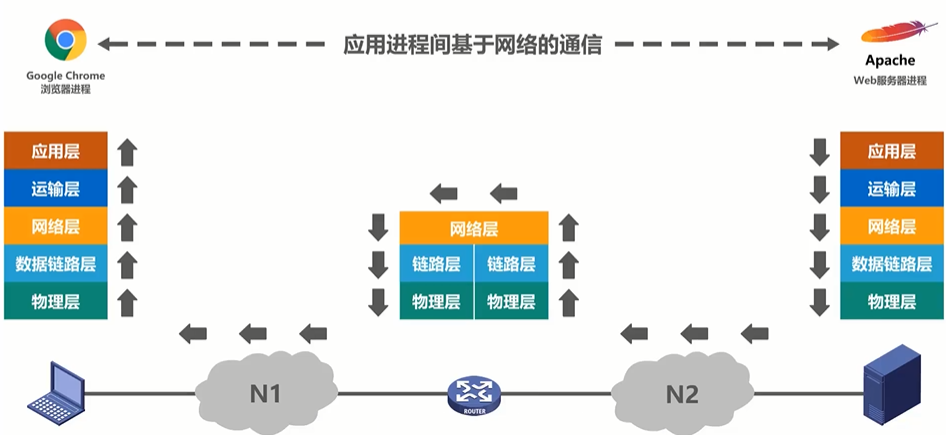 应用进程间基于网络的通信
Google Chrome
浏览器进程
Apache
Web服务器进程
应用层
运输层
网络层
数据链路层
物理层
网络层
链路层 链路层
物理层 物理层
应用层
运输层
网络层
数据链路层
物理层
N1
ROUTER
N2